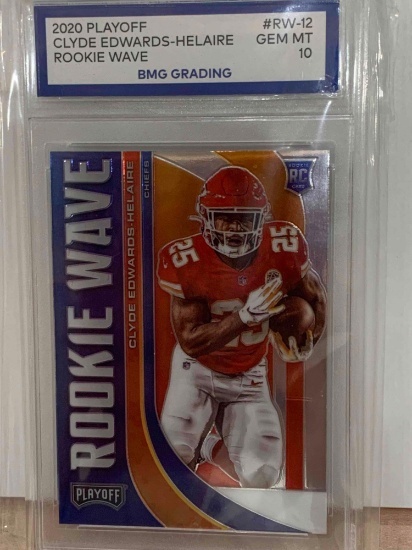 2020 PLAYOFF #RW-12
CLYDE EDWARDS-HELAIRE GEM MT
ROOKIE WAVE 10
BMG GRADING
ROOKIE WAVE
CLYDE EDWARDS-HELAIRE
CHIEFS
RC
25
25
25
PLAYOFF